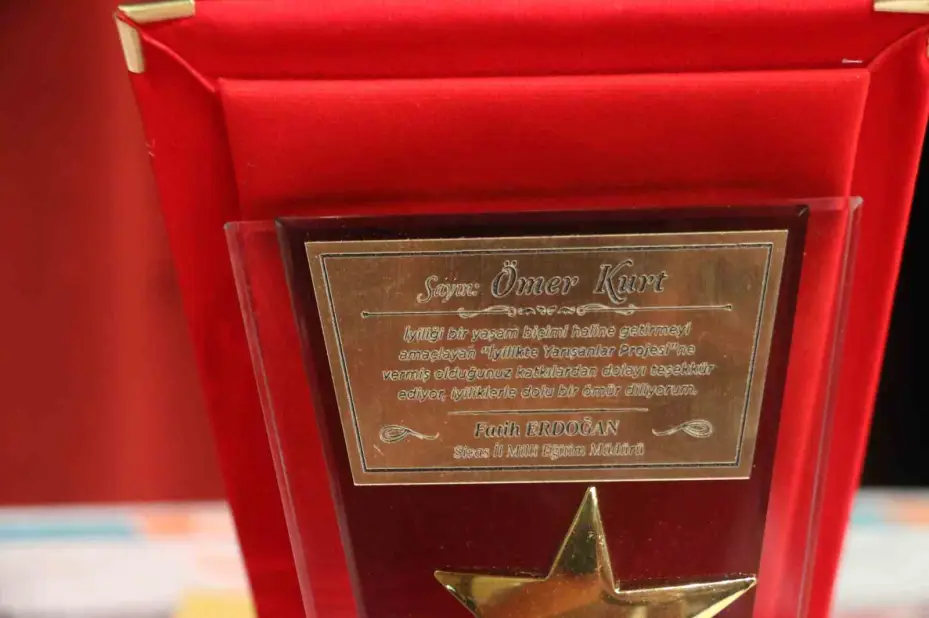 Sayın: Ömer Kurt
İyiliği bir yaşam biçimi haline getirmeyi
amaçlayan "İyilikte Yarışanlar Projesi"ne
vermiş olduğunuz katkılardan dolayı teşekkür
ediyor, iyiliklerle dolu bir ömür diliyorum.
Fatih ERDOĞAN
Sivas İl Milli Eğitim Müdürü